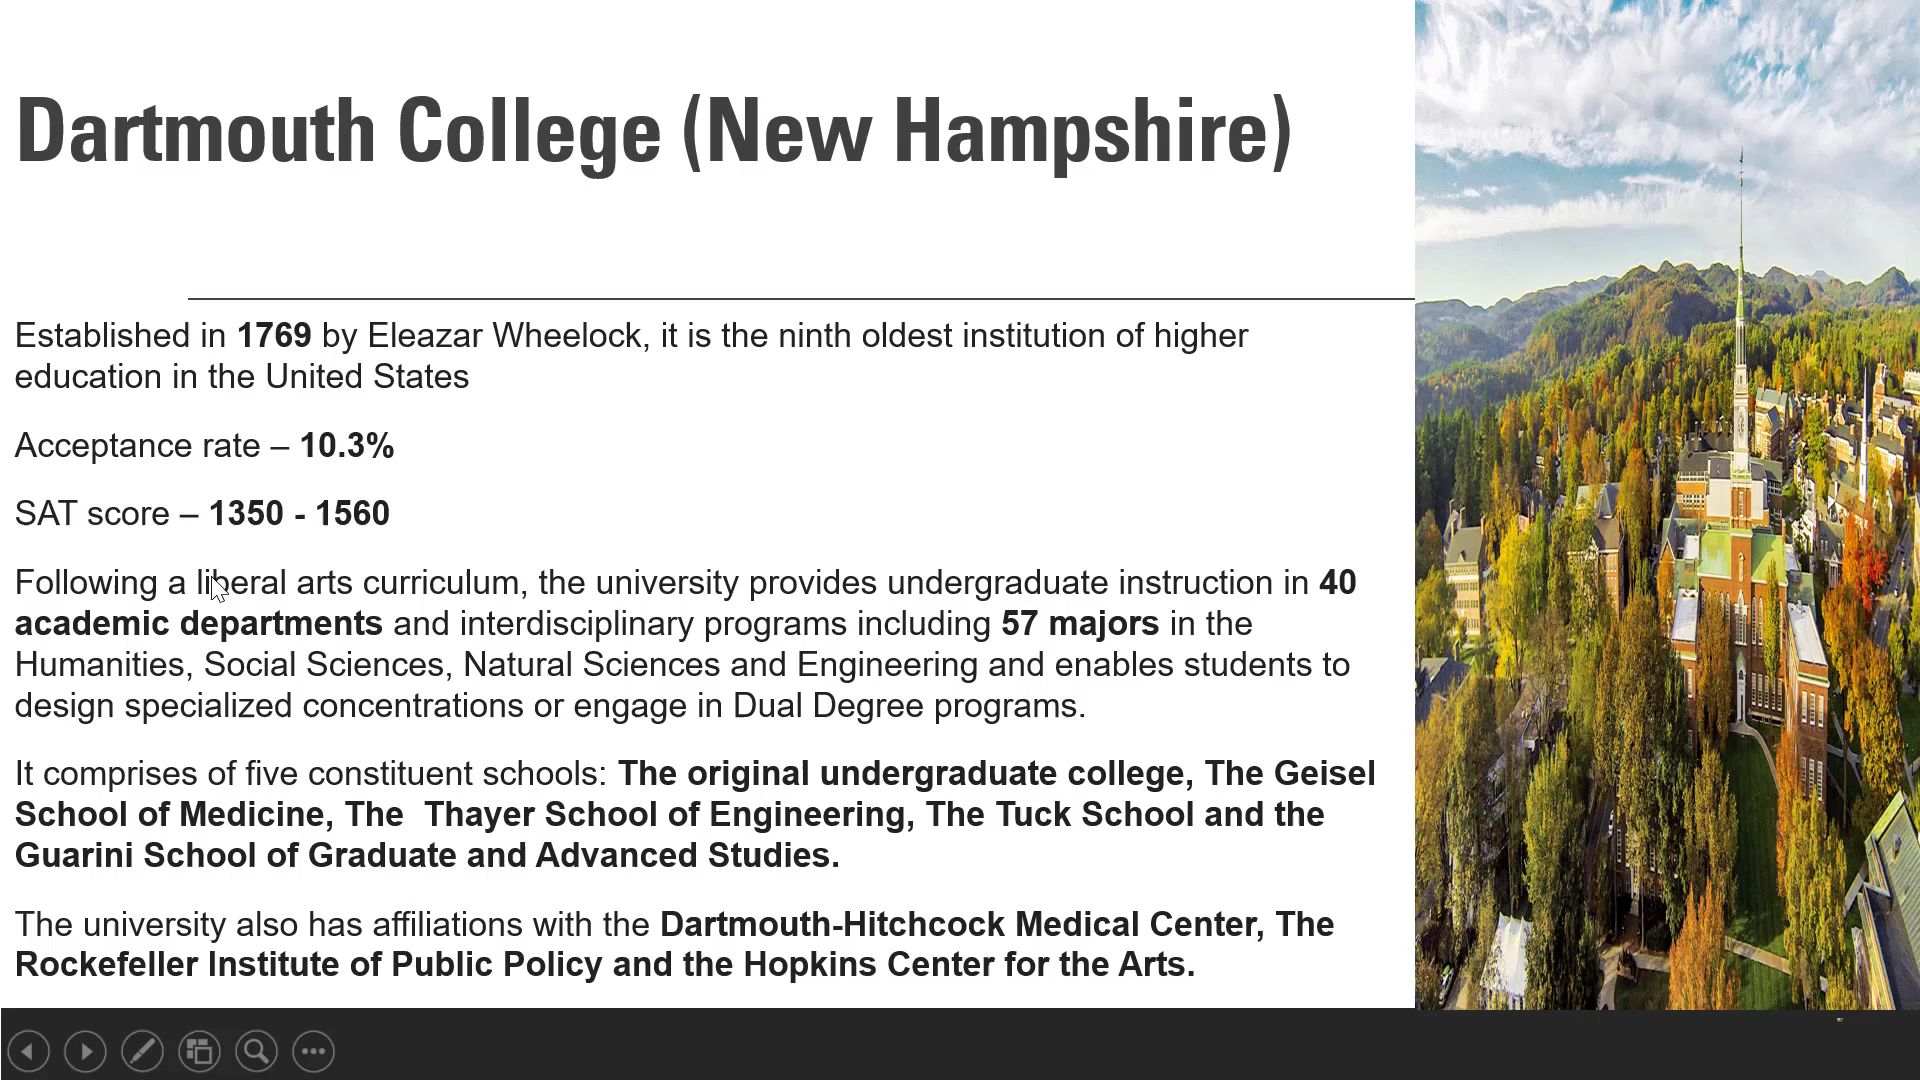 Dartmouth College (New Hampshire)
Established in 1769 by Eleazar Wheelock, it is the ninth oldest institution of higher
education in the United States
Acceptance rate – 10.3%
SAT score – 1350 - 1560
Following a liberal arts curriculum, the university provides undergraduate instruction in 40
academic departments and interdisciplinary programs including 57 majors in the
Humanities, Social Sciences, Natural Sciences and Engineering and enables students to
design specialized concentrations or engage in Dual Degree programs.
It comprises of five constituent schools: The original undergraduate college, The Geisel
School of Medicine, The  Thayer School of Engineering, The Tuck School and the
Guarini School of Graduate and Advanced Studies.
The university also has affiliations with the Dartmouth-Hitchcock Medical Center, The
Rockefeller Institute of Public Policy and the Hopkins Center for the Arts.